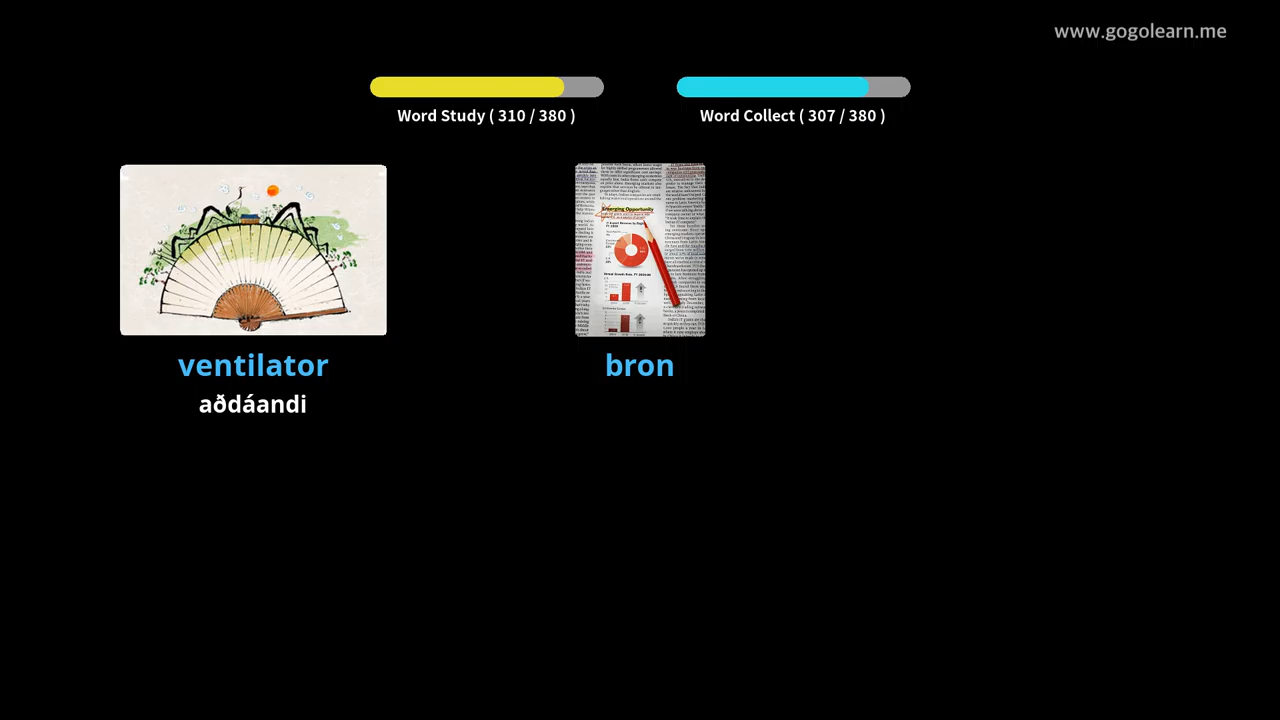 www.gogolearn.me
Word Study ( 310 / 380 )
Word Collect ( 307 / 380 )
Emerging Opportunity
ventilator
bron
aðdáandi